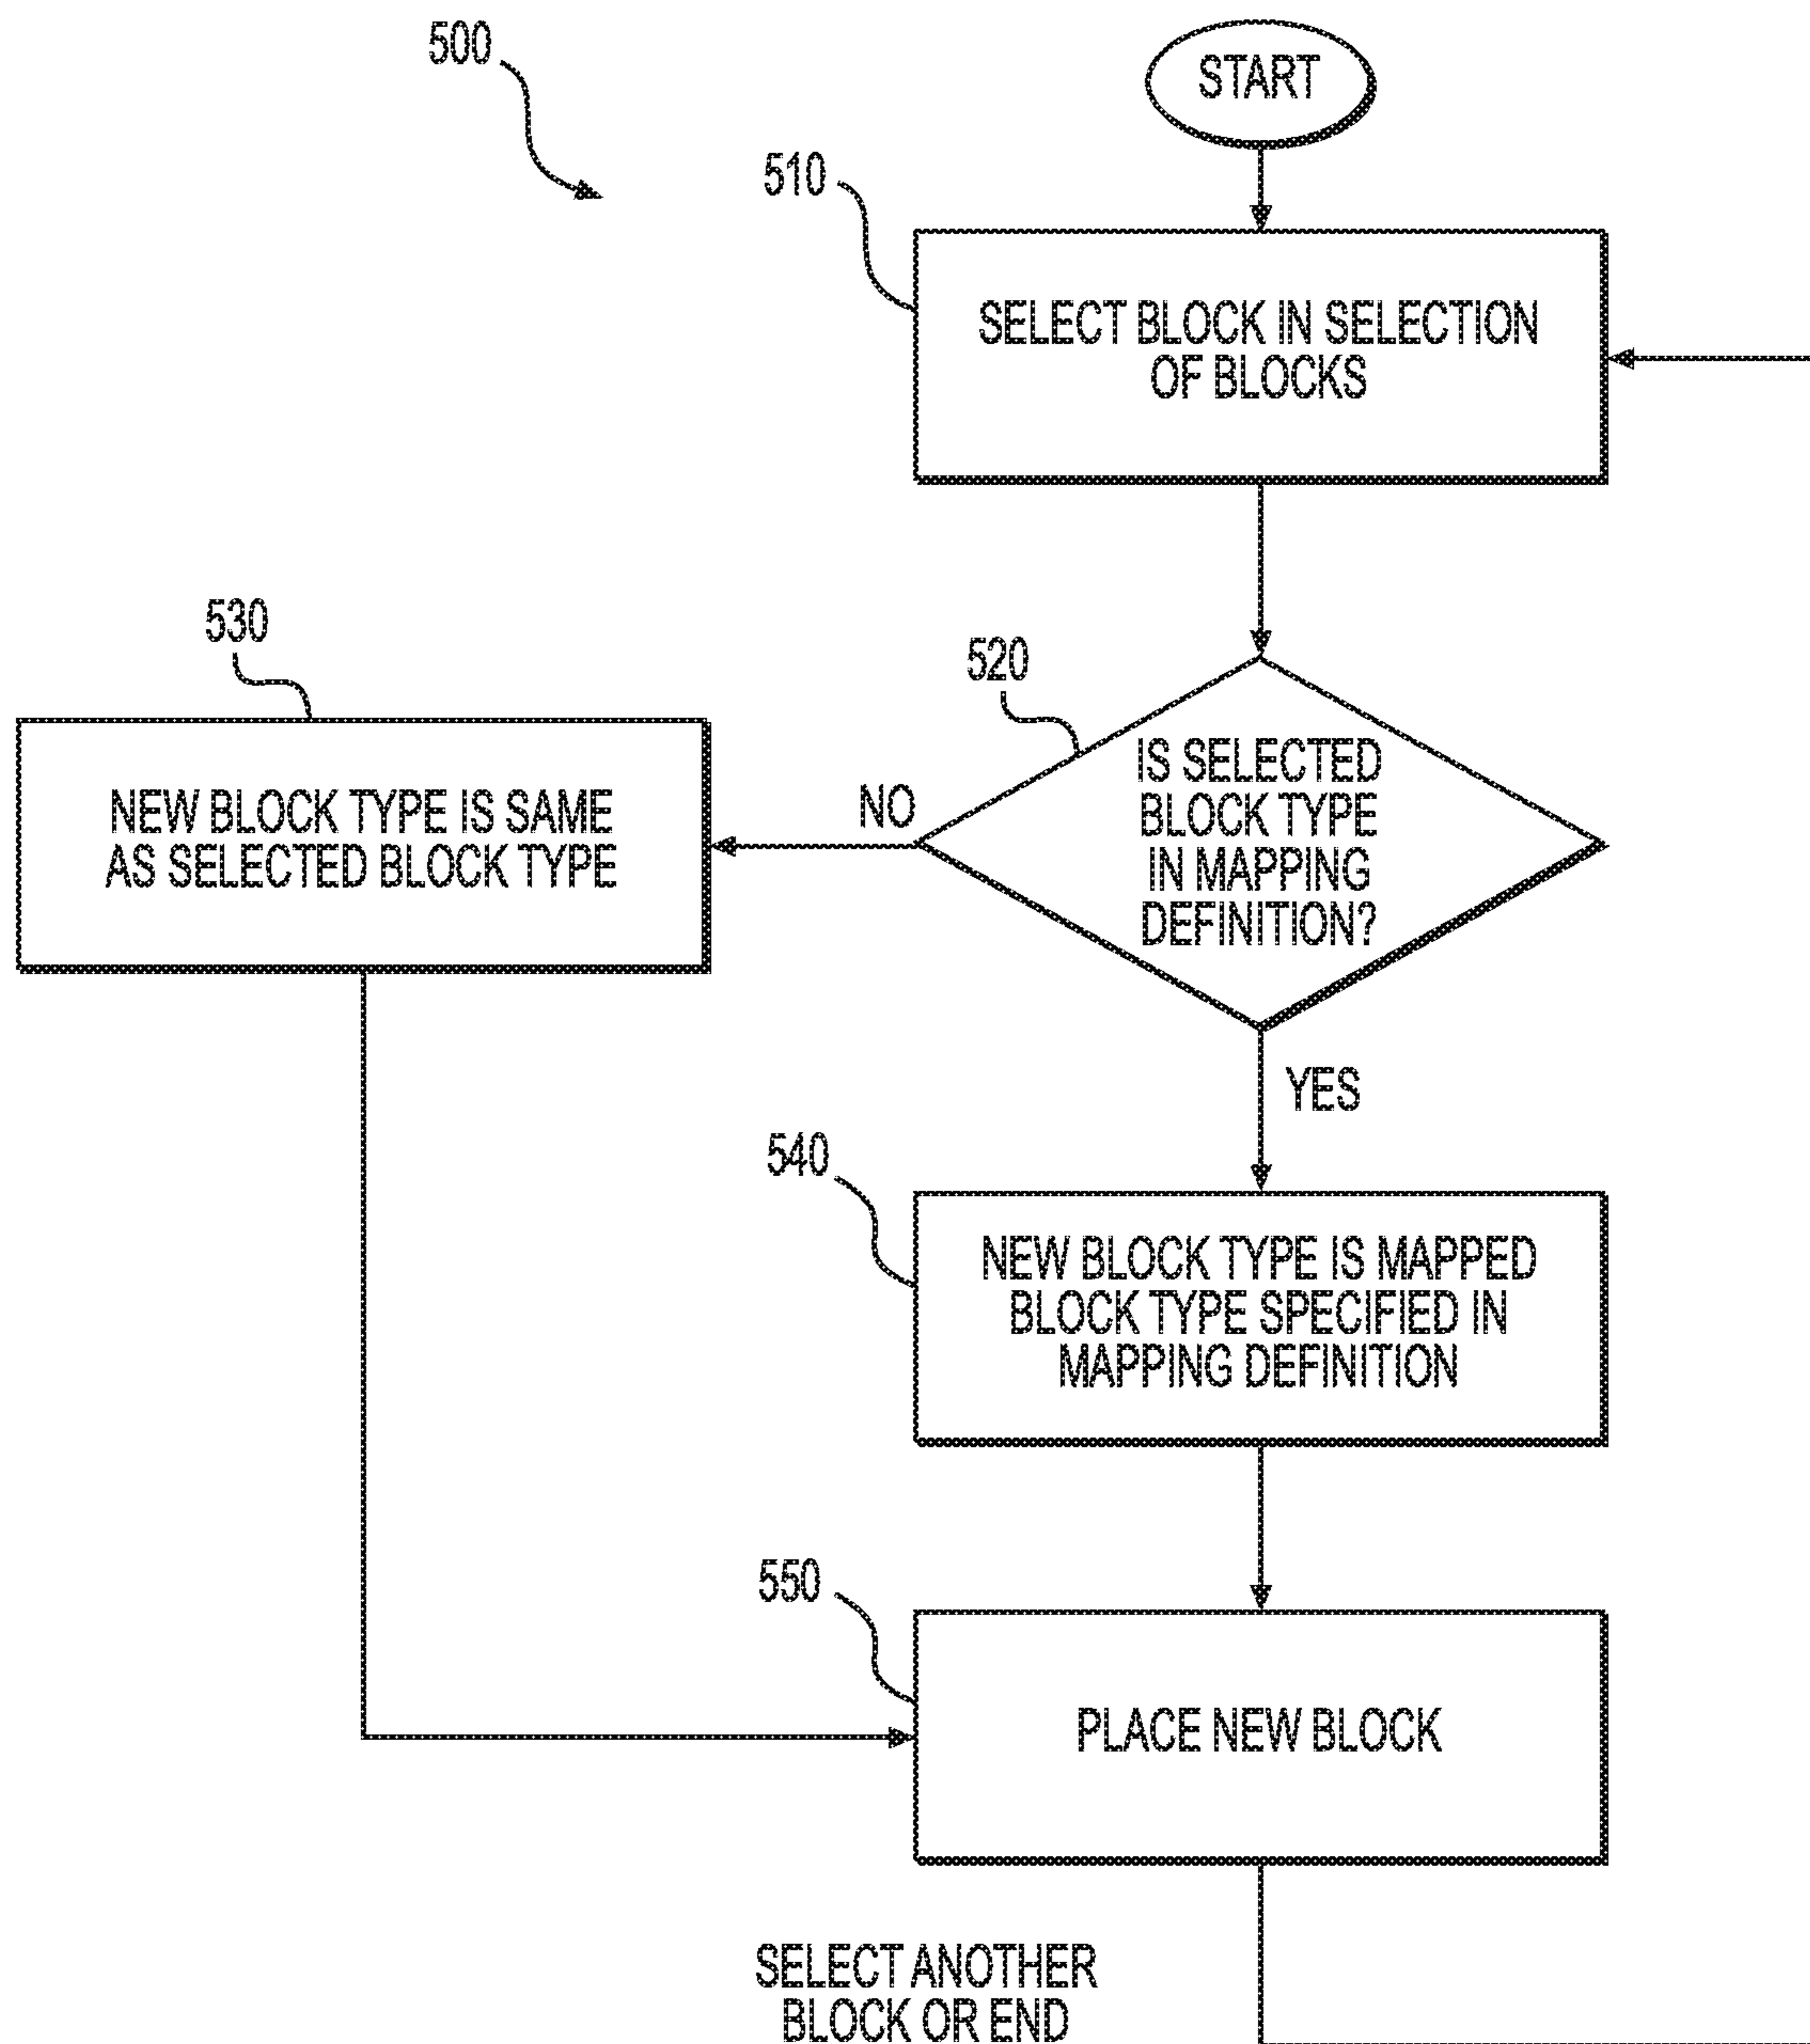 500
START
510
SELECT BLOCK IN SELECTION
OF BLOCKS
530
520
IS SELECTED
BLOCK TYPE
IN MAPPING
DEFINITION?
NO
NEW BLOCK TYPE IS SAME
AS SELECTED BLOCK TYPE
YES
540
NEW BLOCK TYPE IS MAPPED
BLOCK TYPE SPECIFIED IN
MAPPING DEFINITION
550
PLACE NEW BLOCK
SELECT ANOTHER
BLOCK OR END